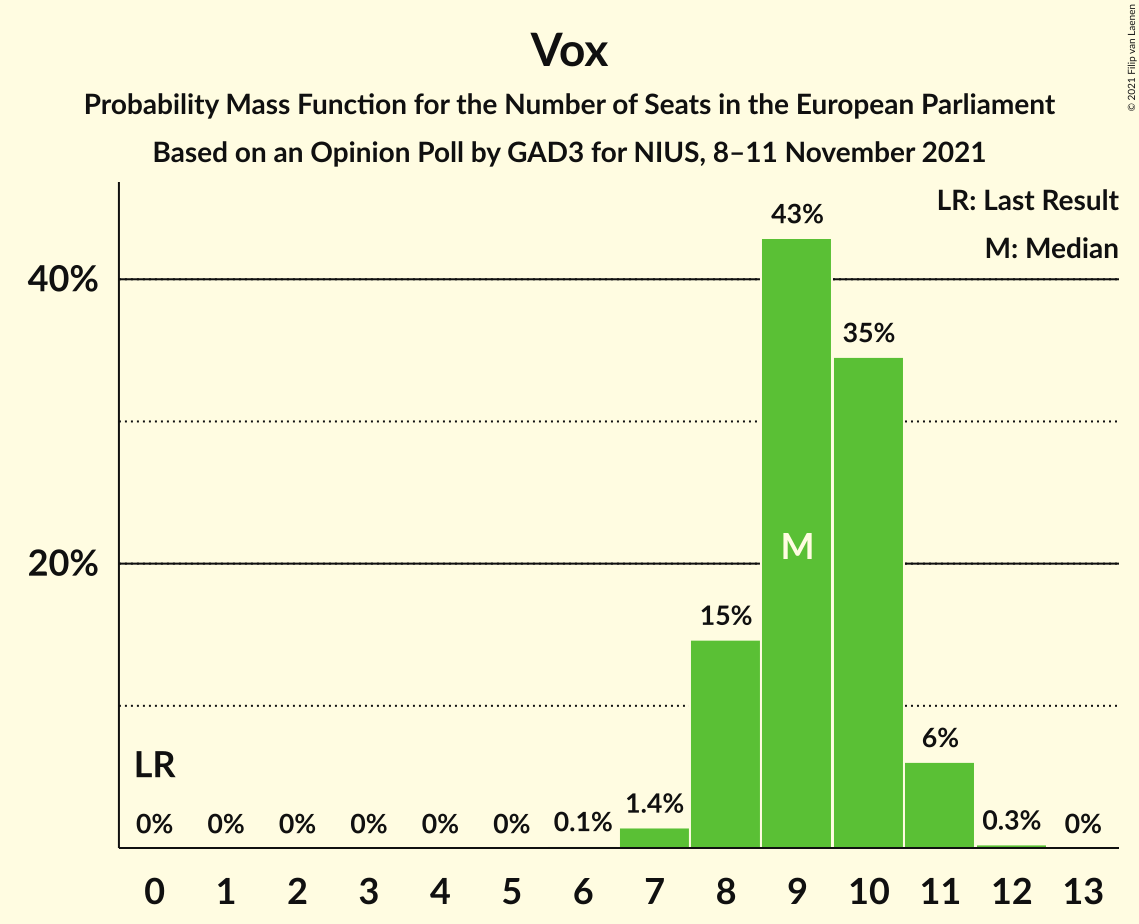 Vox
Probability Mass Function for the Number of Seats in the European Parliament
Based on an Opinion Poll by GAD3 for NIUS, 8–11 November 2021
© 2021 Filip van Laenen
LR: Last Result
M: Median
43%
40%
35%
M
20%
15%
LR
6%
0% 0% 0% 0% 0% 0% 0.1% 1.4% 0.3% 0%
0 1 2 3 4 5 6 7 8 9 10 11 12 13